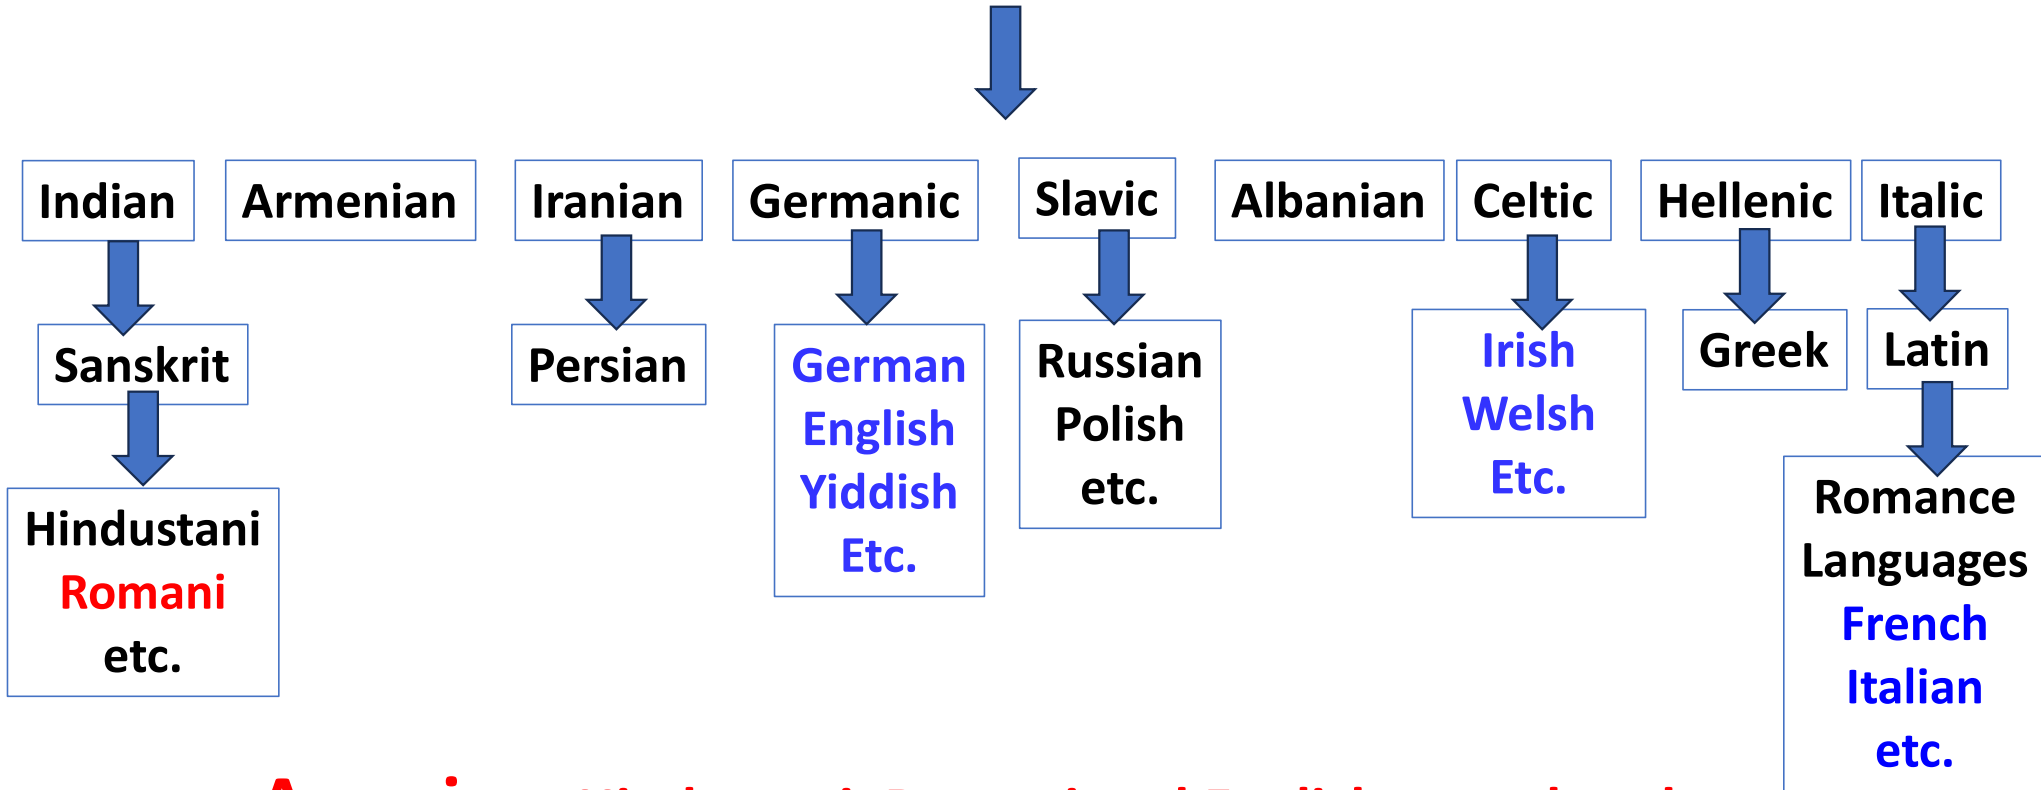 Indian
Armenian
Iranian
Germanic
Slavic
Albanian
Celtic
Hellenic
Italic
Sanskrit
Persian
German
English
Yiddish
Etc.
Russian
Polish
etc.
Irish
Welsh
Etc.
Greek
Latin
Hindustani
Romani
etc.
Romance
Languages
French
Italian
etc.